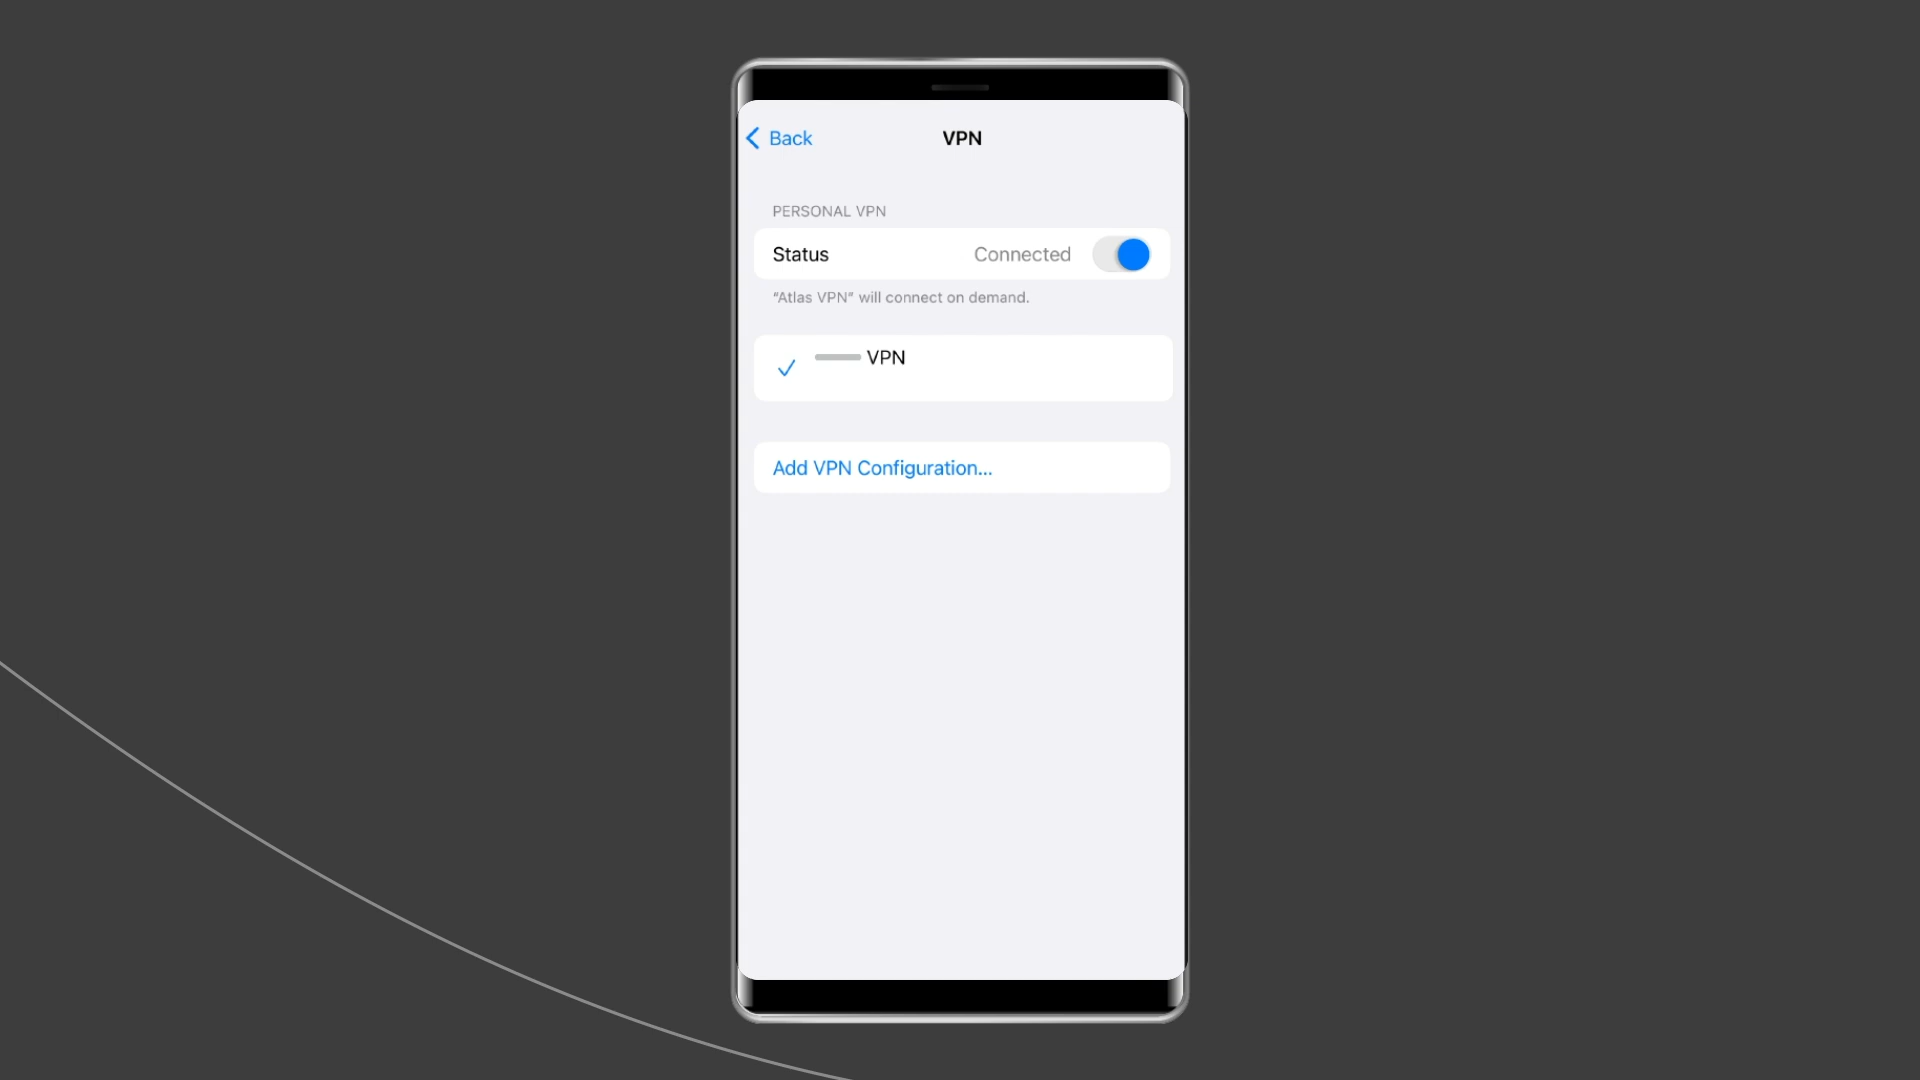 Back
VPN
PERSONAL VPN
Status
Connected
“Atlas VPN” will connect on demand.
VPN
Add VPN Configuration...